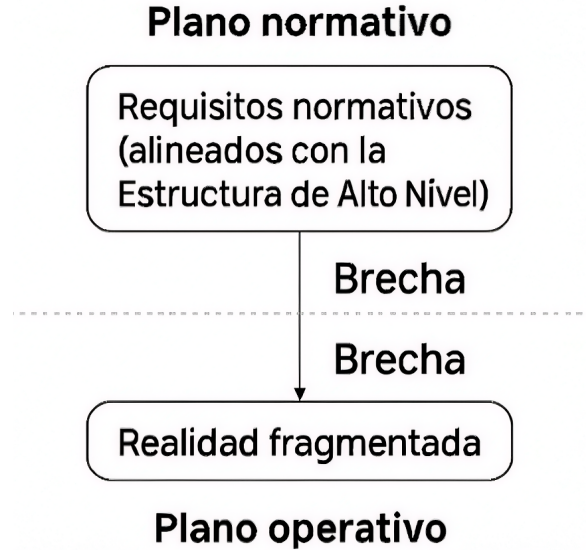 Plano normativo
Requisitos normativos
(alineados con la
Estructura de Alto Nivel)
Brecha
Brecha
Realidad fragmentada
Plano operativo